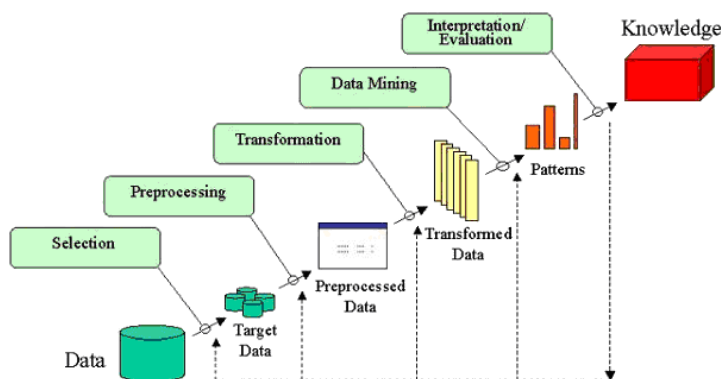 Interpretation/
Evaluation
Knowledge
Data Mining
Transformation
Patterns
Preprocessing
Transformed
Data
Selection
Preprocessed
Data
Target
Data
Data